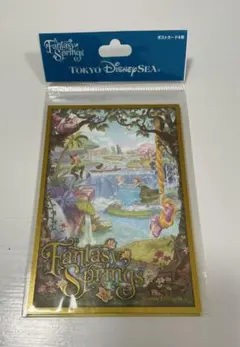 Fantasy Springs
ポストカード4枚
TOKYO DISNEYSEA®
Fantasy
Springs